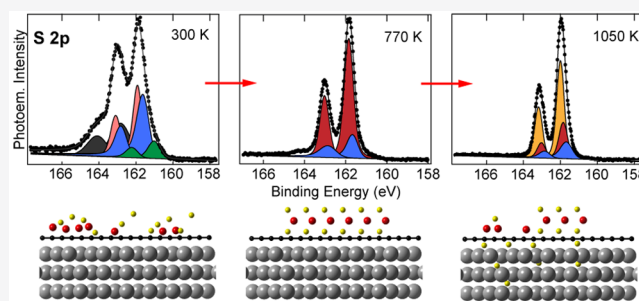 S 2p
300 K
770 K
1050 K
Photoem. Intensity
166 164 162 160 158
166 164 162 160 158
166 164 162 160 158
Binding Energy (eV)